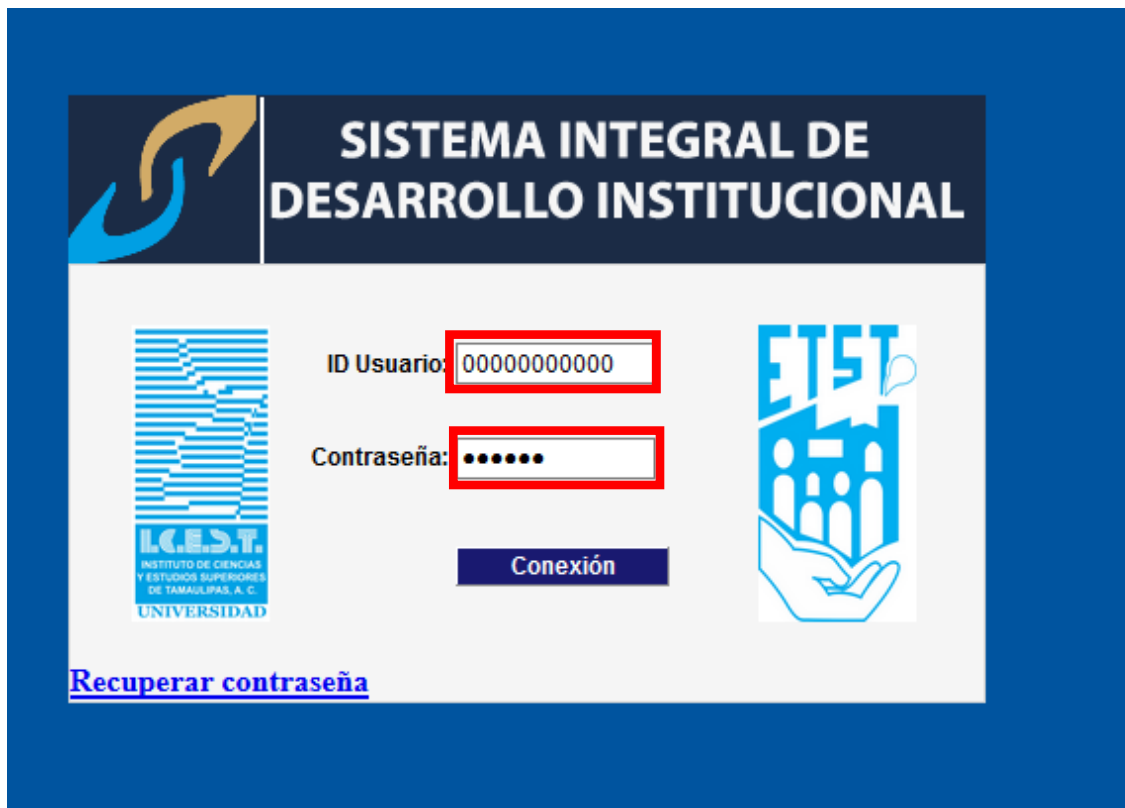 SISTEMA INTEGRAL DE
DESARROLLO INSTITUCIONAL
ID Usuario: 00000000000
Contraseña: ••••••
Conexión
I.C.E.S.T.
INSTITUTO DE CIENCIAS
Y ESTUDIOS SUPERIORES
DE TAMAULIPAS, A. C.
UNIVERSIDAD
ETST
Recuperar contraseña